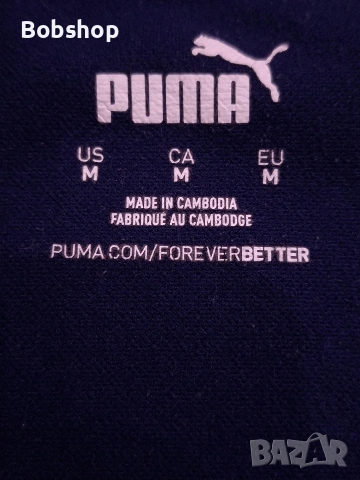 Bobshop
PUMA
US CA EU
M M M
MADE IN CAMBODIA
FABRIQUÉ AU CAMBODGE
PUMA.COM/FOREVERBETTER
BAZAR